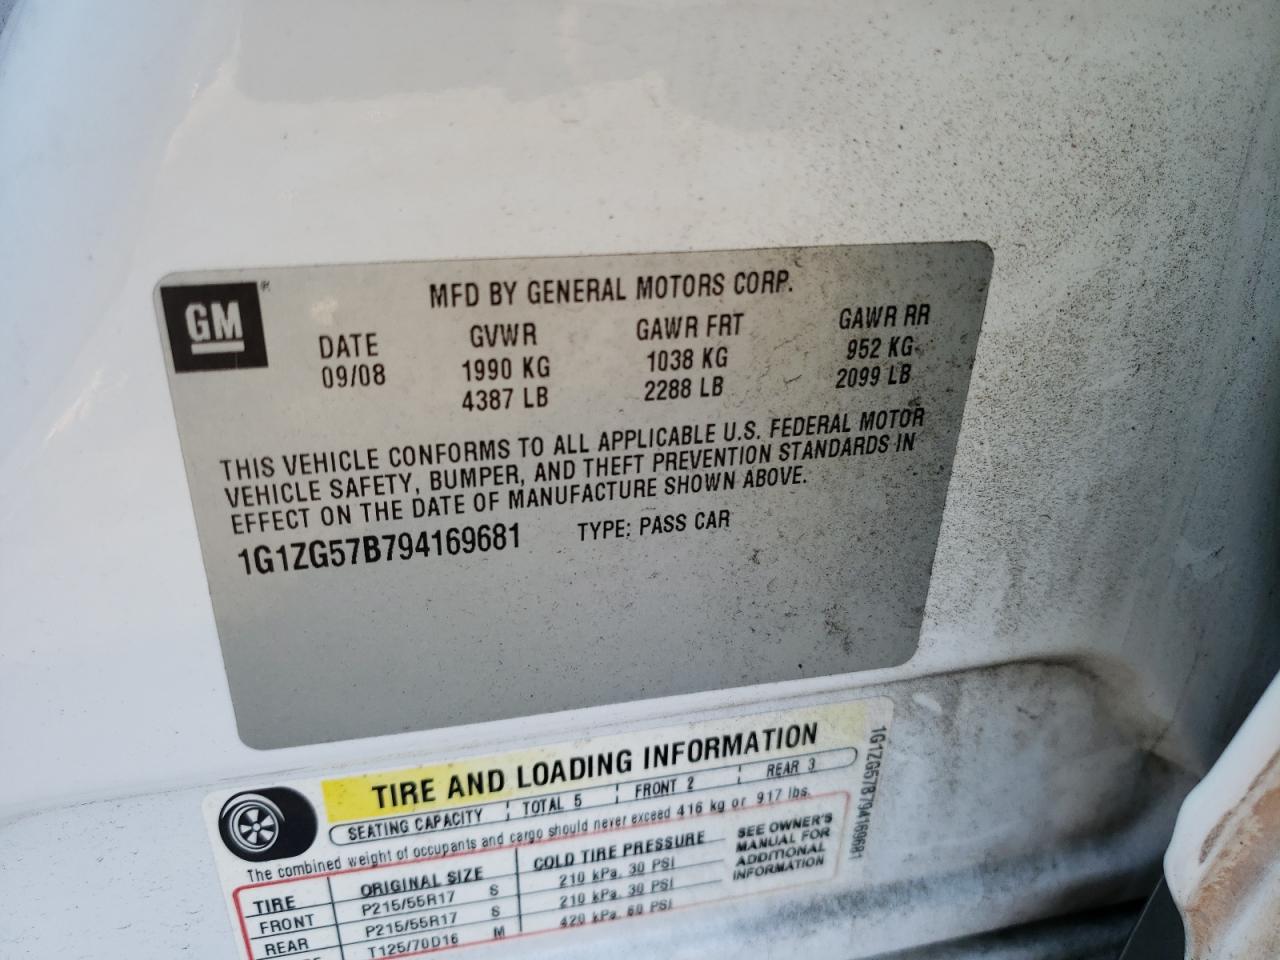 GM ®
MFD BY GENERAL MOTORS CORP.
DATE GVWR GAWR FRT GAWR RR
09/08 1990 KG 1038 KG 952 KG
4387 LB 2288 LB 2099 LB
THIS VEHICLE CONFORMS TO ALL APPLICABLE U.S. FEDERAL MOTOR
VEHICLE SAFETY, BUMPER, AND THEFT PREVENTION STANDARDS IN
EFFECT ON THE DATE OF MANUFACTURE SHOWN ABOVE.
1G1ZG57B794169681 TYPE: PASS CAR
TIRE AND LOADING INFORMATION
SEATING CAPACITY TOTAL 5 FRONT 2 REAR 3
The combined weight of occupants and cargo should never exceed 416 kg or 917 lbs.
TIRE ORIGINAL SIZE COLD TIRE PRESSURE
FRONT P215/55R17 S 210 kPa, 30 PSI
REAR P215/55R17 S 210 kPa, 30 PSI
T125/70D16 M 420 kPa, 60 PSI
SEE OWNER'S
MANUAL FOR
ADDITIONAL
INFORMATION
1G1ZG57B794169681